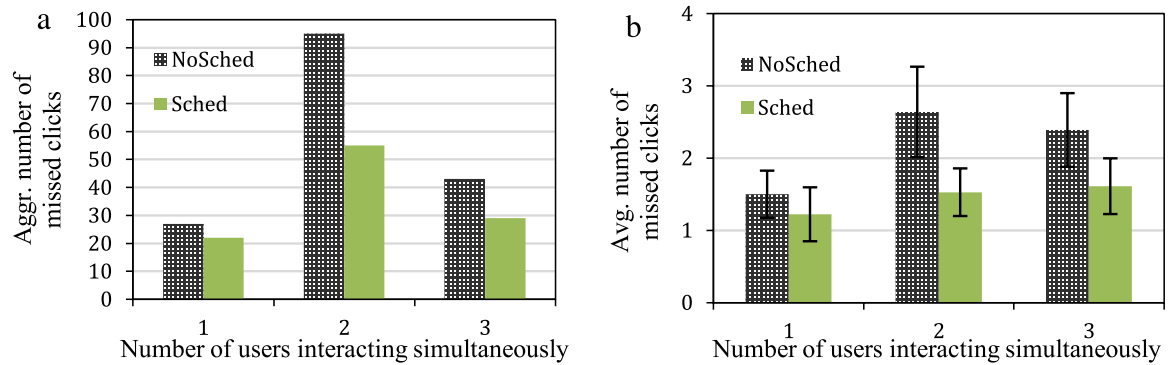 a
Aggr. number of
missed clicks
100
90
80
70
60
50
40
30
20
10
0
NoSched
Sched
1 2 3
Number of users interacting simultaneously
b
Avg. number of
missed clicks
4
3
2
1
0
NoSched
Sched
1 2 3
Number of users interacting simultaneously